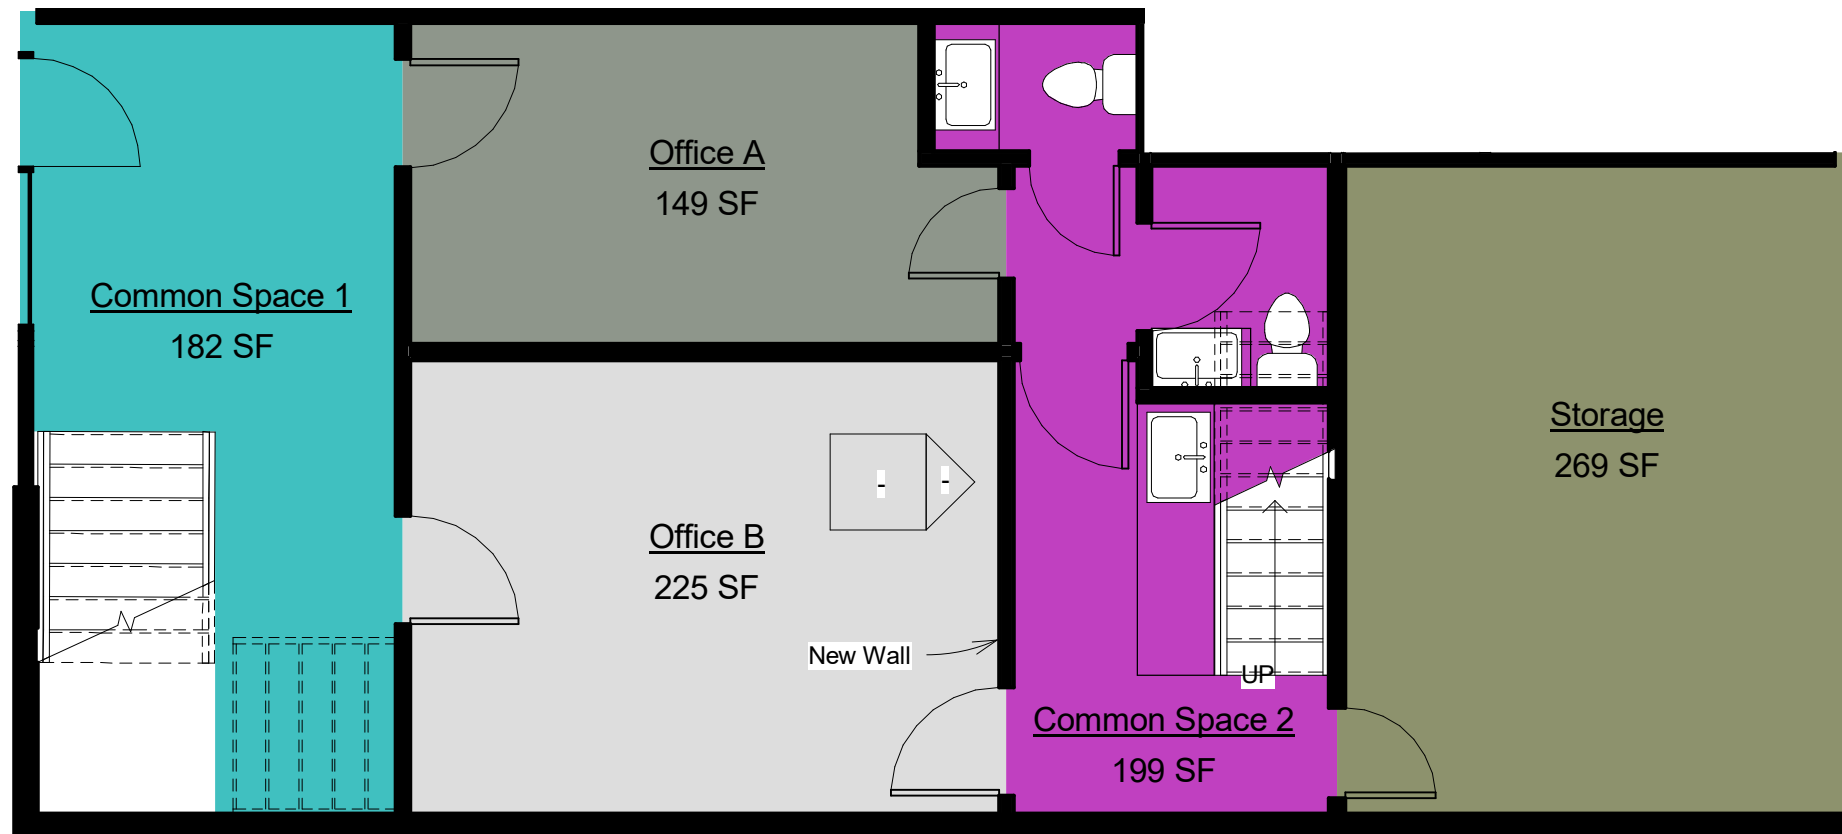 Office A
149 SF
Common Space 1
182 SF
Storage
269 SF
Office B
225 SF
-
-
New Wall
UP
Common Space 2
199 SF